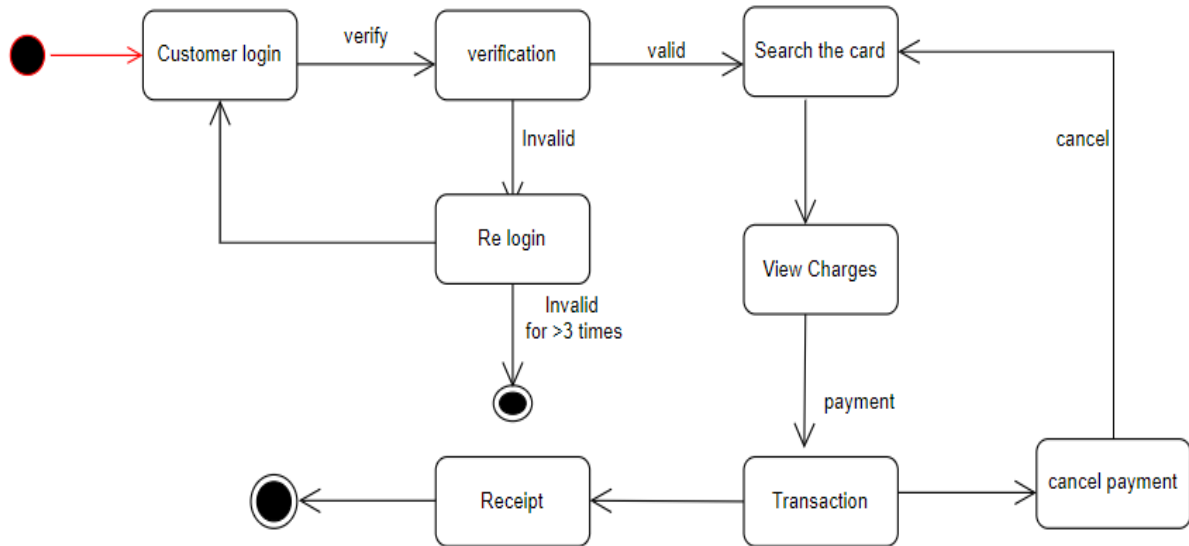 Customer login
verify
verification
valid
Search the card
Invalid
cancel
Re login
View Charges
Invalid
for >3 times
payment
Receipt
Transaction
cancel payment